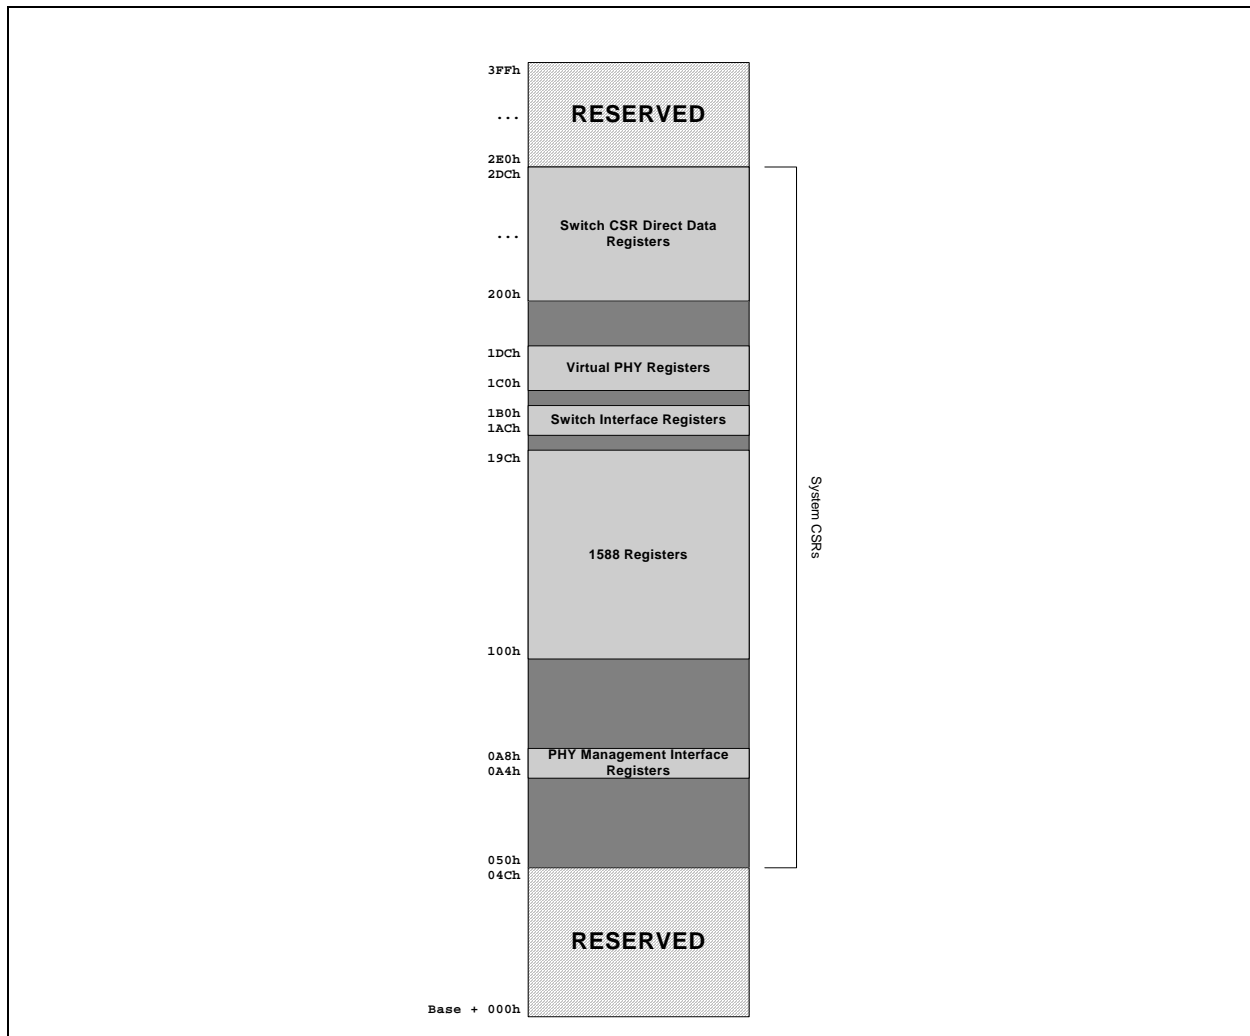 3FFh
RESERVED
...
2E0h
2DCh
Switch CSR Direct Data
Registers
...
200h
1DCh
Virtual PHY Registers
1C0h
1B0h
Switch Interface Registers
1ACh
19Ch
System CSRs
1588 Registers
100h
0A8h
PHY Management Interface
Registers
0A4h
050h
04Ch
RESERVED
Base + 000h